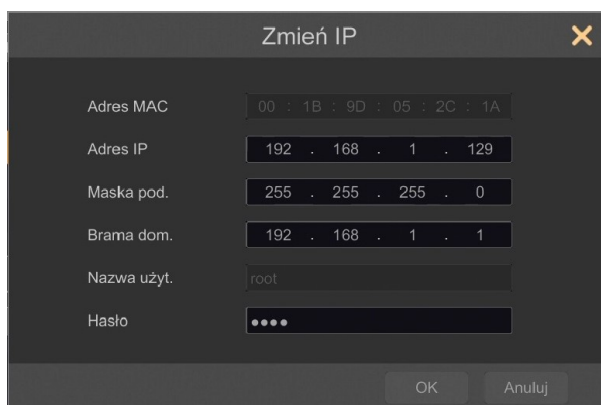 Zmień IP
Adres MAC 00 : 1B : 9D : 05 : 2C : 1A
Adres IP 192 . 168 . 1 . 129
Maska pod. 255 . 255 . 255 . 0
Brama dom. 192 . 168 . 1 . 1
Nazwa użyt. root
Hasło ●●●●
OK Anuluj